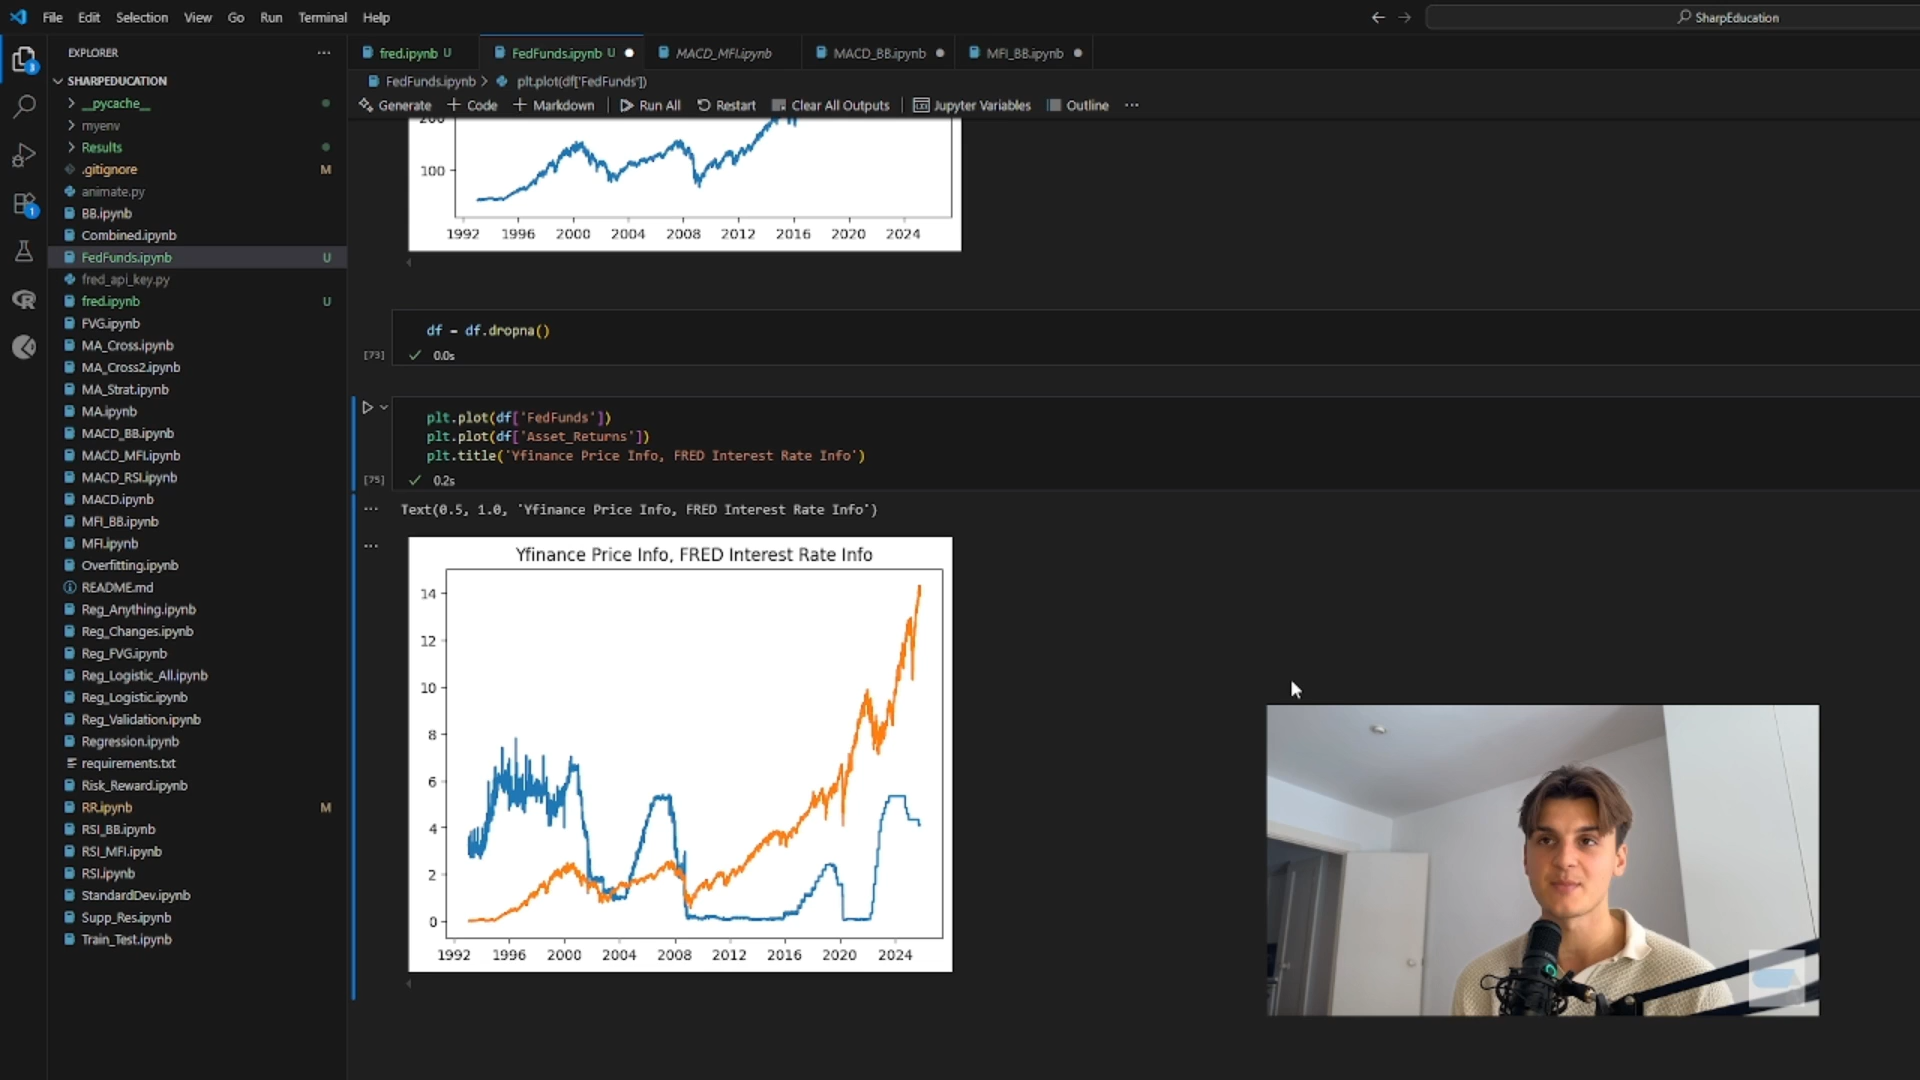 File Edit Selection View Go Run Terminal Help
SharpEducation
EXPLORER
SHARPEDUCATION
__pycache__
myenv
Results
.gitignore M
animate.py
BB.ipynb
Combined.ipynb
FedFunds.ipynb U
fred_api_key.py
fred.ipynb U
FVG.ipynb
MA_Cross.ipynb
MA_Cross2.ipynb
MA_Strat.ipynb
MA.ipynb
MACD_BB.ipynb
MACD_MFI.ipynb
MACD_RSI.ipynb
MACD.ipynb
MFI_BB.ipynb
MFI.ipynb
Overfitting.ipynb
README.md
Reg_Anything.ipynb
Reg_Changes.ipynb
Reg_FVG.ipynb
Reg_Logistic_All.ipynb
Reg_Logistic.ipynb
Reg_Validation.ipynb
Regression.ipynb
requirements.txt
Risk_Reward.ipynb
RR.ipynb M
RSI_BB.ipynb
RSI_MFI.ipynb
RSI.ipynb
StandardDev.ipynb
Supp_Res.ipynb
Train_Test.ipynb
fred.ipynb U FedFunds.ipynb U MACD_MFI.ipynb MACD_BB.ipynb MFI_BB.ipynb
FedFunds.ipynb > plt.plot(df['FedFunds'])
Generate + Code + Markdown Run All Restart Clear All Outputs Jupyter Variables Outline ...
200
100
1992 1996 2000 2004 2008 2012 2016 2020 2024
df = df.dropna()
[73] 0.0s
plt.plot(df['FedFunds'])
plt.plot(df['Asset_Returns'])
plt.title('Yfinance Price Info, FRED Interest Rate Info')
[75] 0.2s
Text(0.5, 1.0, 'Yfinance Price Info, FRED Interest Rate Info')
Yfinance Price Info, FRED Interest Rate Info
14
12
10
8
6
4
2
0
1992 1996 2000 2004 2008 2012 2016 2020 2024
3
1